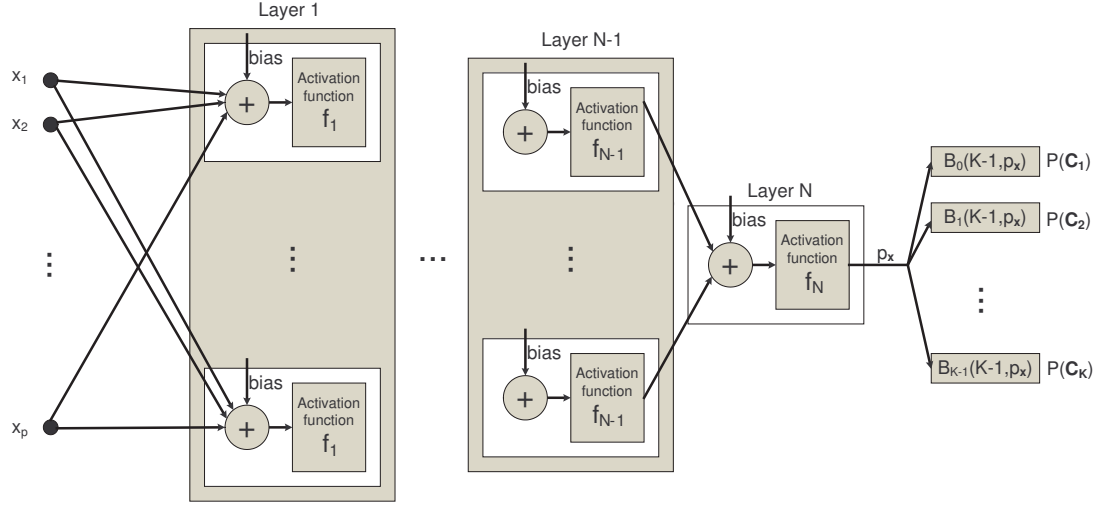 Layer 1
Layer N-1
Layer N
x1
x2
xp
bias
Activation
function
f1
bias
Activation
function
f1
bias
Activation
function
fN-1
bias
Activation
function
fN-1
bias
Activation
function
fN
px
B0(K-1,px) P(C1)
B1(K-1,px) P(C2)
BK-1(K-1,px) P(CK)